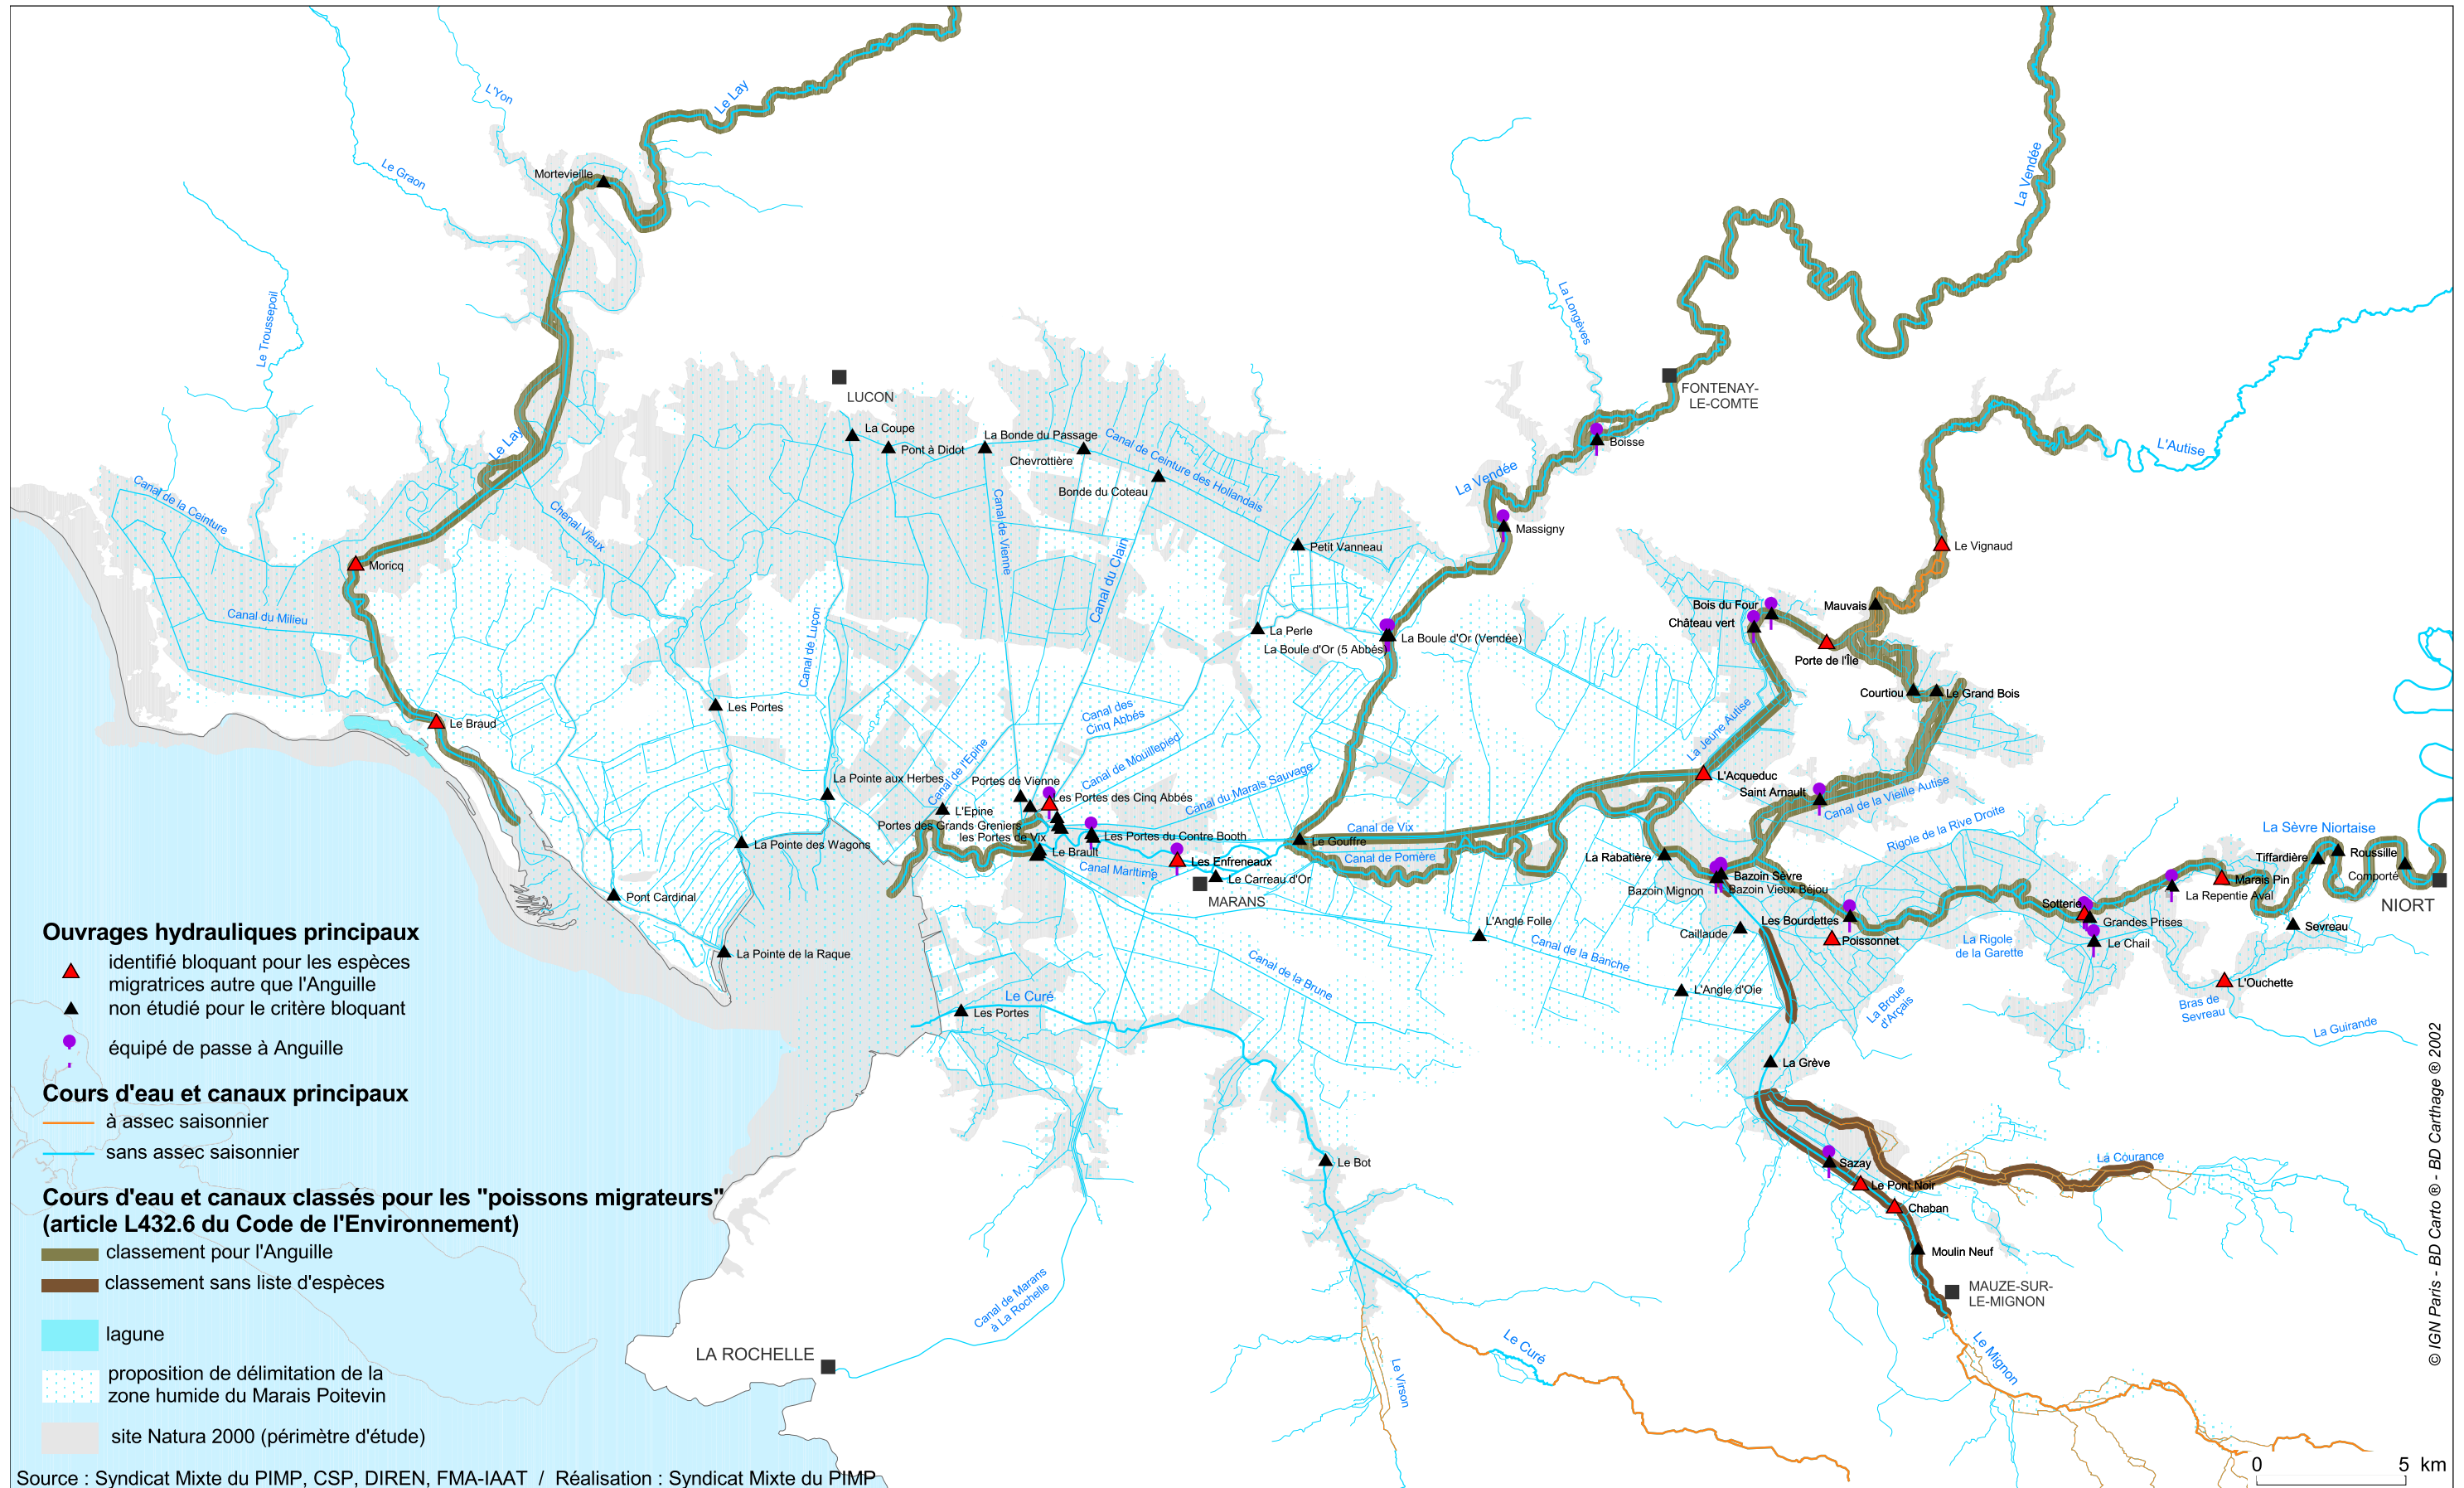 L'Yon
Le Lay
Le Graon
Mortevieille
La Vendée
Le Troussepoil
La Longèves
LUCON
FONTENAY-
LE-COMTE
La Coupe
Pont à Didot
La Bonde du Passage
Chevrottière
Canal de Ceinture des Hollandais
Bonde du Coteau
Boisse
L'Autise
Le Lay
La Vendée
Canal de la Ceinture
Chenal Vieux
Canal de Vienne
Massigny
Petit Vanneau
Le Vignaud
Moricq
Canal du Clain
Canal du Milieu
Canal de Luçon
La Perle
La Boule d'Or (Vendée)
La Boule d'Or (5 Abbès)
Bois du Four
Château vert
Mauvais
Porte de l'Île
Courtiou
Le Grand Bois
Le Braud
Les Portes
Canal des
Cinq Abbés
La Jeune Autise
Canal de l'Epine
Canal de Mouillepied
Canal du Marais Sauvage
La Pointe aux Herbes
Portes de Vienne
Les Portes des Cinq Abbés
L'Epine
Portes des Grands Greniers
les Portes de Vix
Les Portes du Contre Booth
Le Brault
Canal Maritime
Les Enfreneaux
Le Carreau d'Or
MARANS
Le Gouffre
Canal de Vix
Canal de Pomère
L'Acqueduc
Saint Arnault
Canal de la Vieille Autise
Rigole de la Rive Droite
La Sèvre Niortaise
La Pointe des Wagons
La Rabatière
Bazoin Sèvre
Bazoin Mignon
Bazoin Vieux Béjou
Tiffardière
Roussille
Comporté
Marais Pin
La Repentie Aval
NIORT
Pont Cardinal
Les Bourdettes
Poissonnet
Caillaude
Sotterie
Grandes Prises
Le Chail
Sevreau
La Rigole
de la Garette
L'Angle Folle
Canal de la Banche
Canal de la Brune
La Pointe de la Raque
L'Angle d'Oie
La Broue
d'Arçais
L'Ouchette
Bras de
Sevreau
La Guirande
Le Curé
Les Portes
La Grève
Le Bot
Sazay
Le Pont Noir
Chaban
La Courance
Moulin Neuf
MAUZE-SUR-
LE-MIGNON
Canal de Marans
à La Rochelle
LA ROCHELLE
Le Curé
Le Virson
Le Mignon
Ouvrages hydrauliques principaux
identifié bloquant pour les espèces
migratrices autre que l'Anguille
non étudié pour le critère bloquant
équipé de passe à Anguille
Cours d'eau et canaux principaux
à assec saisonnier
sans assec saisonnier
Cours d'eau et canaux classés pour les "poissons migrateurs"
(article L432.6 du Code de l'Environnement)
classement pour l'Anguille
classement sans liste d'espèces
lagune
proposition de délimitation de la
zone humide du Marais Poitevin
site Natura 2000 (périmètre d'étude)
Source : Syndicat Mixte du PIMP, CSP, DIREN, FMA-IAAT / Réalisation : Syndicat Mixte du PIMP
0 5 km
© IGN Paris - BD Carto ® - BD Carthage ® 2002